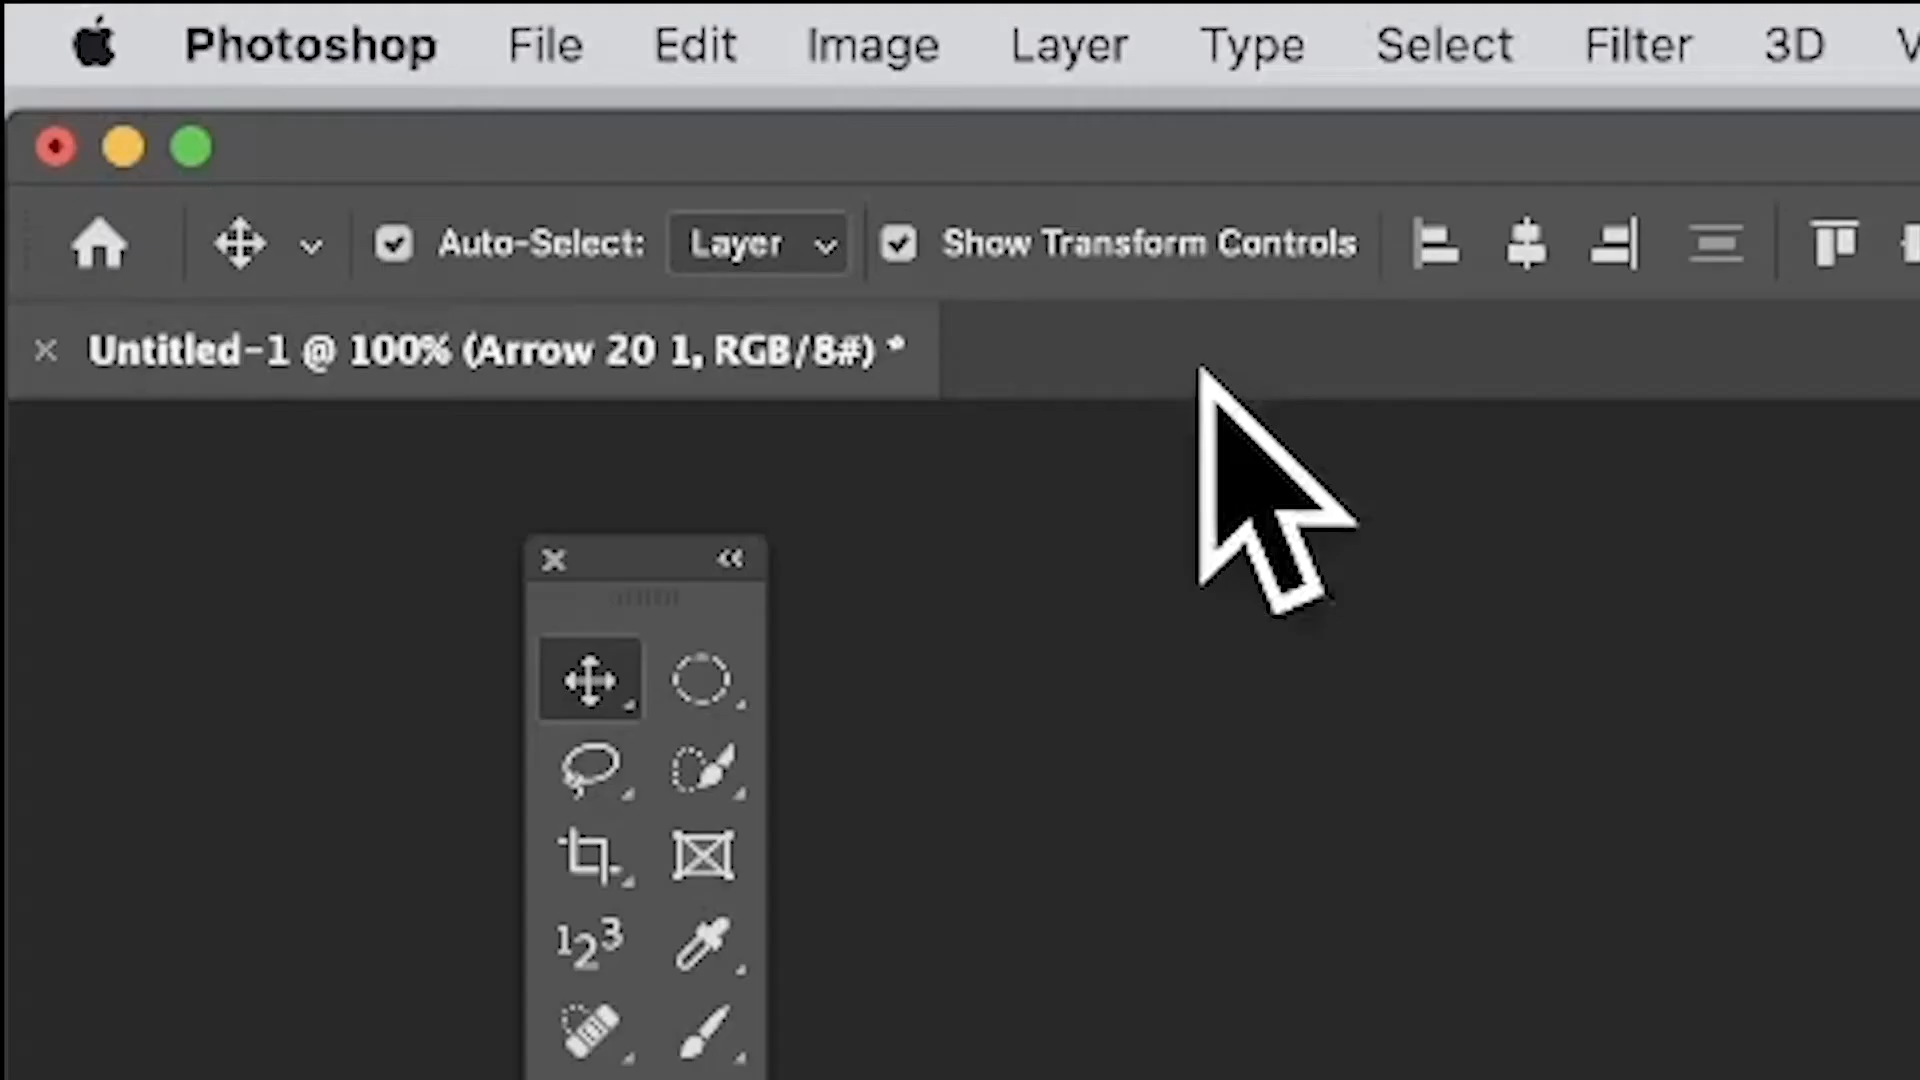 Photoshop File Edit Image Layer Type Select Filter 3D
Auto-Select: Layer Show Transform Controls
Untitled-1 @ 100% (Arrow 20 1, RGB/8#) *
123